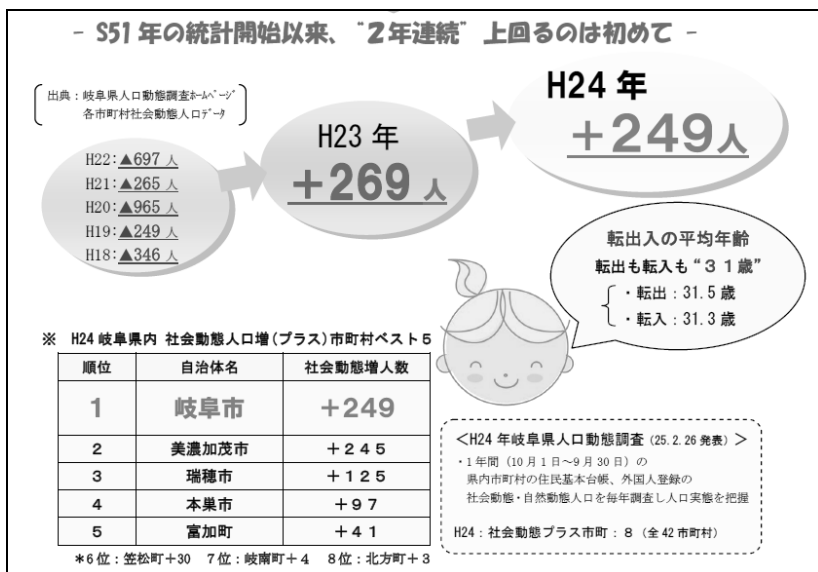 - S51年の統計開始以来、“2年連続”上回るのは初めて -
出典：岐阜県人口動態調査ﾎｰﾑﾍﾟｰｼﾞ
各市町村社会動態人口ﾃﾞｰﾀ
H22:▲697 人
H21:▲265 人
H20:▲965 人
H19:▲249 人
H18:▲346 人
H23 年
＋269 人
H24 年
＋249人
転出入の平均年齢
転出も転入も“３１歳”
・転出：31.5 歳
・転入：31.3 歳
※ H24 岐阜県内 社会動態人口増(プラス)市町村ベスト５
順位 自治体名 社会動態増人数
1 岐阜市 ＋249
2 美濃加茂市 ＋２４５
3 瑞穂市 ＋１２５
4 本巣市 ＋９７
5 富加町 ＋４１
＊６位：笠松町＋30 ７位：岐南町＋４ ８位：北方町＋３
＜H24 年岐阜県人口動態調査 (25.2.26 発表) ＞
・1 年間（10 月 1 日～9 月 30 日）の
県内市町村の住民基本台帳、外国人登録の
社会動態・自然動態人口を毎年調査し人口実態を把握
H24：社会動態プラス市町：８（全 42 市町村）